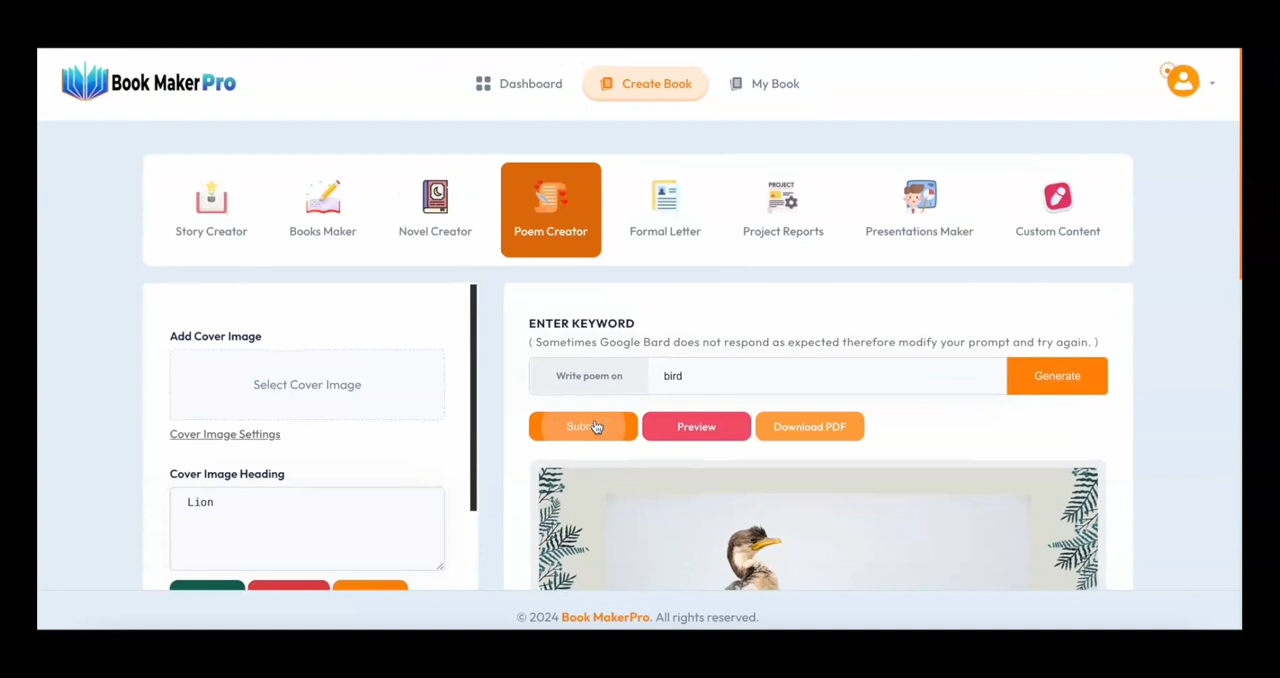 Book Maker Pro
Dashboard
Create Book
My Book
Story Creator
Books Maker
Novel Creator
Poem Creator
Formal Letter
PROJECT
Project Reports
Presentations Maker
Custom Content
Add Cover Image
Select Cover Image
Cover Image Settings
Cover Image Heading
Lion
ENTER KEYWORD
( Sometimes Google Bard does not respond as expected therefore modify your prompt and try again. )
Write poem on
bird
Generate
Preview
Download PDF
© 2024 Book MakerPro. All rights reserved.